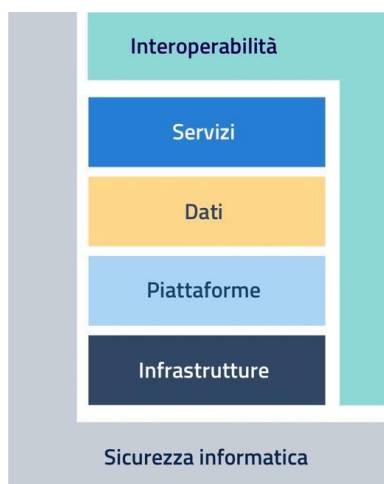 Interoperabilità
Servizi
Dati
Piattaforme
Infrastrutture
Sicurezza informatica